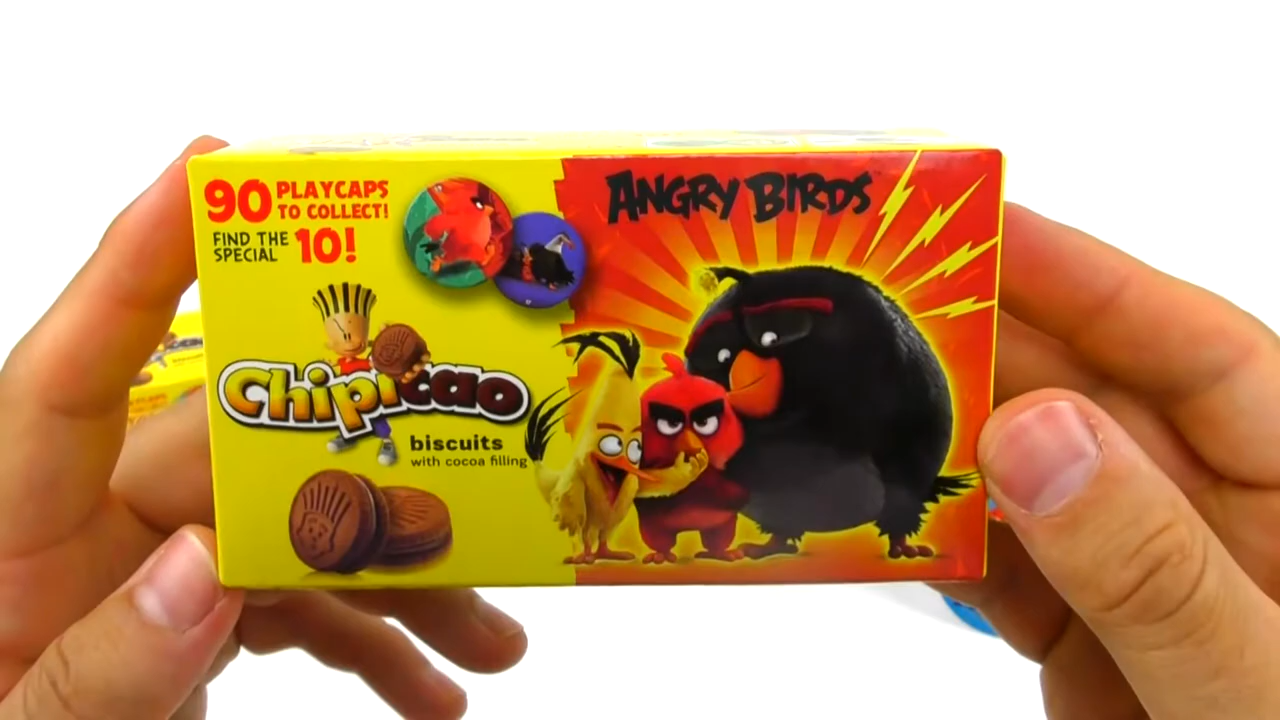 90 PLAYCAPS
TO COLLECT!
FIND THE
SPECIAL 10!
Chipicao
biscuits
with cocoa filling
ANGRY BIRDS